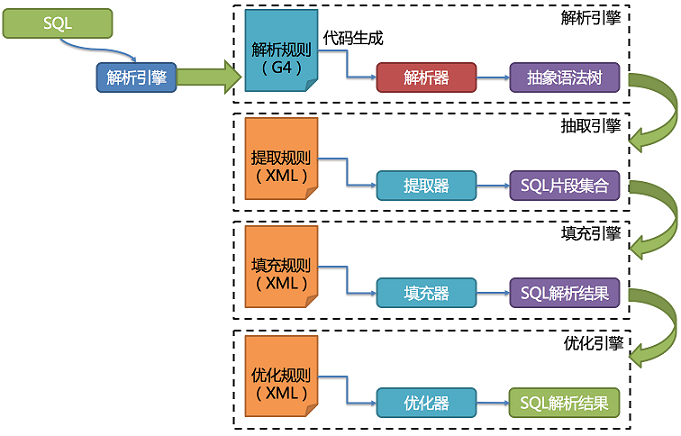 SQL
解析引擎
解析引擎
解析规则
（G4）
代码生成
解析器
抽象语法树
抽取引擎
提取规则
（XML）
提取器
SQL片段集合
填充引擎
填充规则
（XML）
填充器
SQL解析结果
优化引擎
优化规则
（XML）
优化器
SQL解析结果